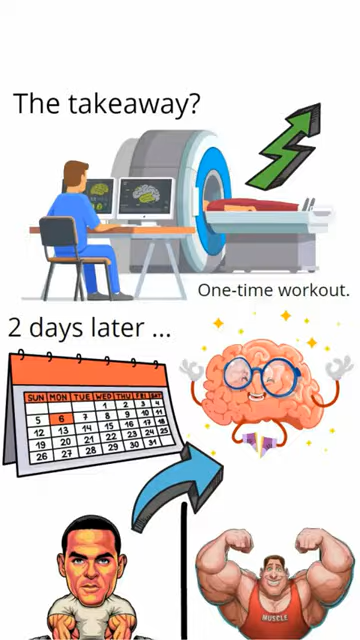 The takeaway?
One-time workout.
2 days later ...
SUN MON TUE WED THU FRI SAT
1 2 3 4
5 6 7 8 9 10 11
12 13 14 15 16 17 18
19 20 21 22 23 24 25
26 27 28 29 30 31
MUSCLE